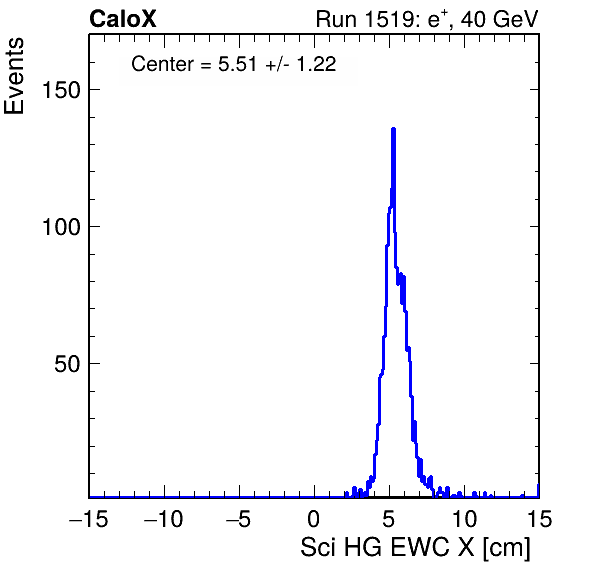 CaloX Run 1519: e⁺, 40 GeV
Events
Center = 5.51 +/- 1.22
150
100
50
−15 −10 −5 0 5 10 15
Sci HG EWC X [cm]